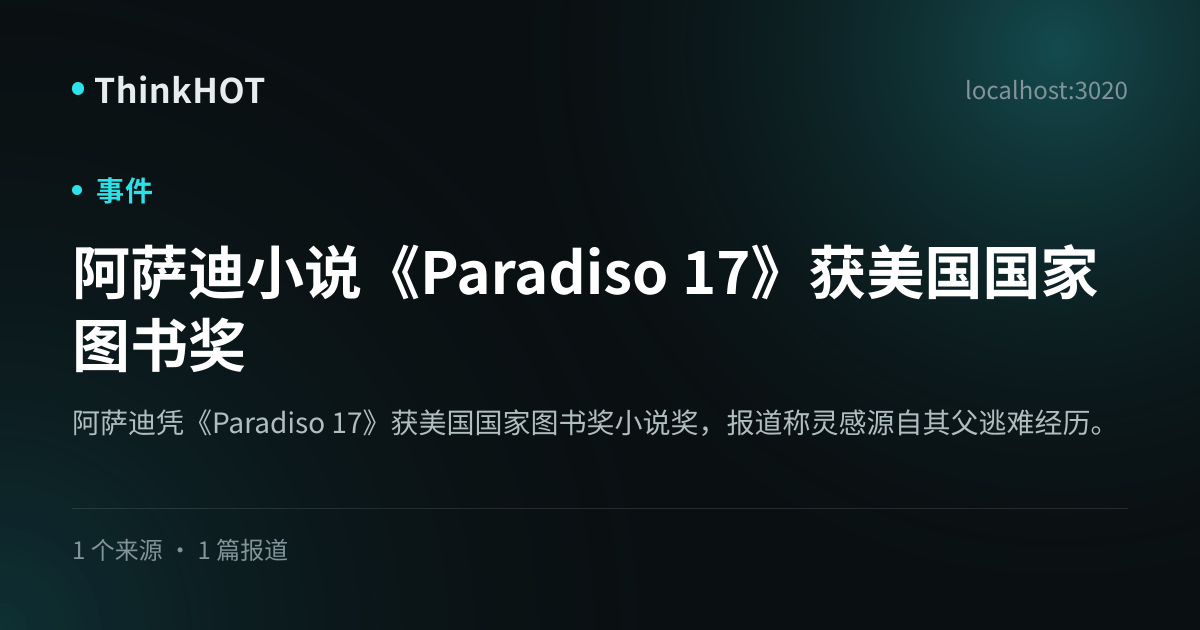 ThinkHOT
localhost:3020
事件
阿萨迪小说《Paradiso 17》获美国国家
图书奖
阿萨迪凭《Paradiso 17》获美国国家图书奖小说奖，报道称灵感源自其父逃难经历。
1 个来源 · 1 篇报道